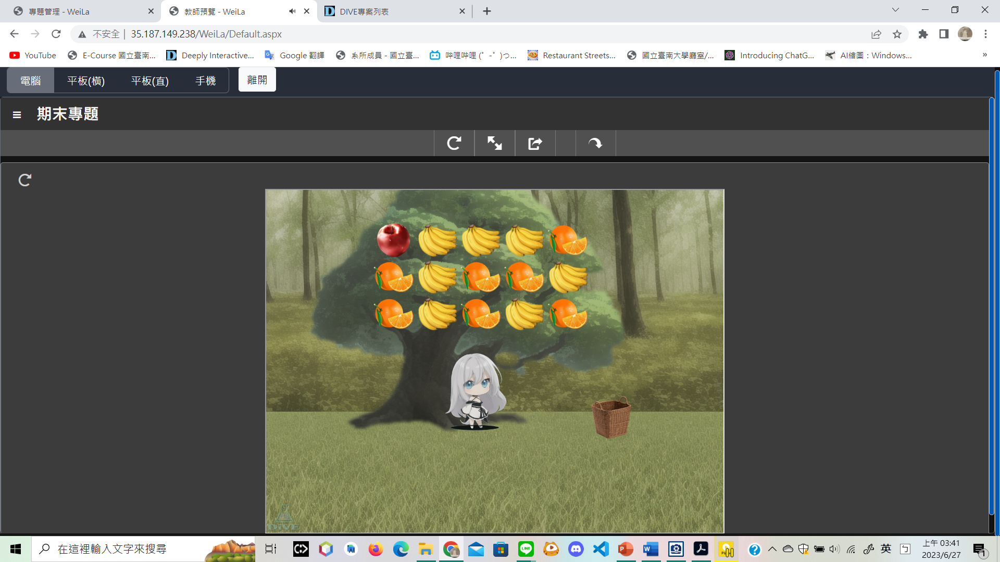 專題管理 - WeiLa
教師預覽 - WeiLa
DIVE專案列表
不安全 | 35.187.149.238/WeiLa/Default.aspx
YouTube
E-Course 國立臺南...
Deeply Interactive...
Google 翻譯
系所成員 - 國立臺...
嗶哩嗶哩 (゜-゜)つ...
Restaurant Streets...
國立臺南大學廳室/...
Introducing ChatG...
AI繪圖：Windows...
»
電腦
平板(橫)
平板(直)
手機
離開
期末專題
DIVE
在這裡輸入文字來搜尋
LINE
英
ㄅ
上午 03:41
2023/6/27
1